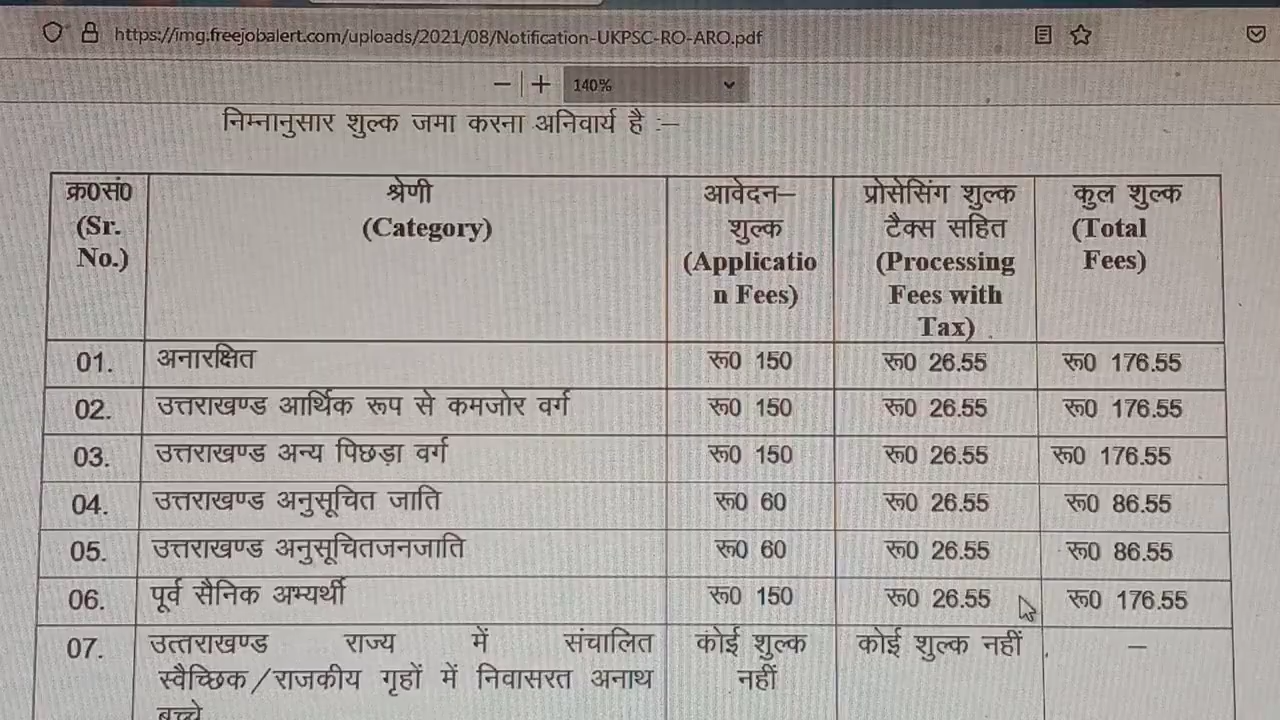 https://img.freejobalert.com/uploads/2021/08/Notification-UKPSC-RO-ARO.pdf
140%
निम्नानुसार शुल्क जमा करना अनिवार्य है :—
क्र0सं0 (Sr. No.)
श्रेणी (Category)
आवेदन– शुल्क (Applicatio n Fees)
प्रोसेसिंग शुल्क टैक्स सहित (Processing Fees with Tax)
कुल शुल्क (Total Fees)
01. अनारक्षित रू0 150 रू0 26.55 रू0 176.55
02. उत्तराखण्ड आर्थिक रूप से कमजोर वर्ग रू0 150 रू0 26.55 रू0 176.55
03. उत्तराखण्ड अन्य पिछड़ा वर्ग रू0 150 रू0 26.55 रू0 176.55
04. उत्तराखण्ड अनुसूचित जाति रू0 60 रू0 26.55 रू0 86.55
05. उत्तराखण्ड अनुसूचितजनजाति रू0 60 रू0 26.55 रू0 86.55
06. पूर्व सैनिक अभ्यर्थी रू0 150 रू0 26.55 रू0 176.55
07. उत्तराखण्ड राज्य में संचालित कोई शुल्क कोई शुल्क नहीं –
स्वैच्छिक/राजकीय गृहों में निवासरत अनाथ नहीं
बच्चे